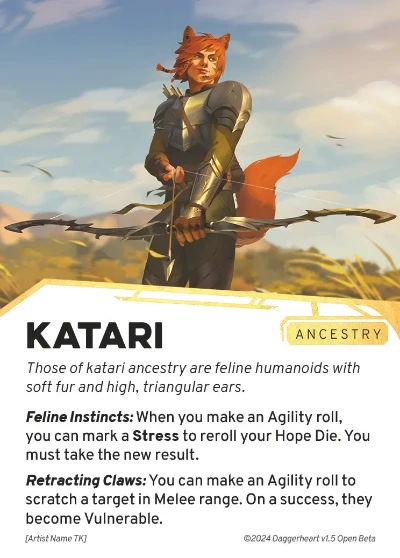 KATARI
ANCESTRY
Those of katari ancestry are feline humanoids with
soft fur and high, triangular ears.
Feline Instincts: When you make an Agility roll,
you can mark a Stress to reroll your Hope Die. You
must take the new result.
Retracting Claws: You can make an Agility roll to
scratch a target in Melee range. On a success, they
become Vulnerable.
[Artist Name TK]
©2024 Daggerheart v1.5 Open Beta